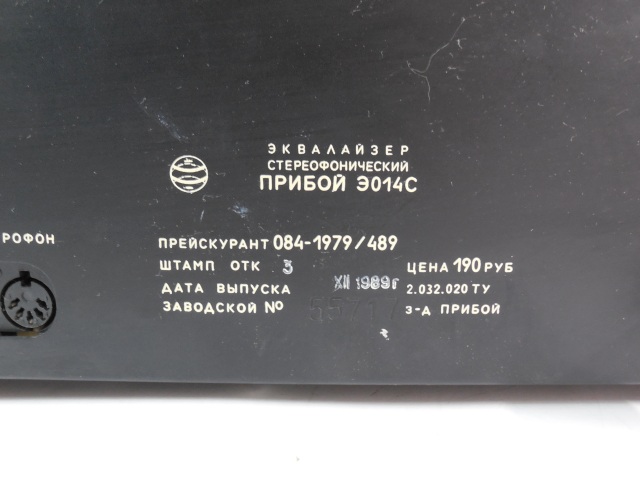 ЭКВАЛАЙЗЕР
СТЕРЕОФОНИЧЕСКИЙ
ПРИБОЙ Э014С
РОФОН
ПРЕЙСКУРАНТ 084-1979/489
ШТАМП ОТК 3 ЦЕНА 190 РУБ
ДАТА ВЫПУСКА XII 1989г 2.032.020 ТУ
ЗАВОДСКОЙ № З-Д ПРИБОЙ